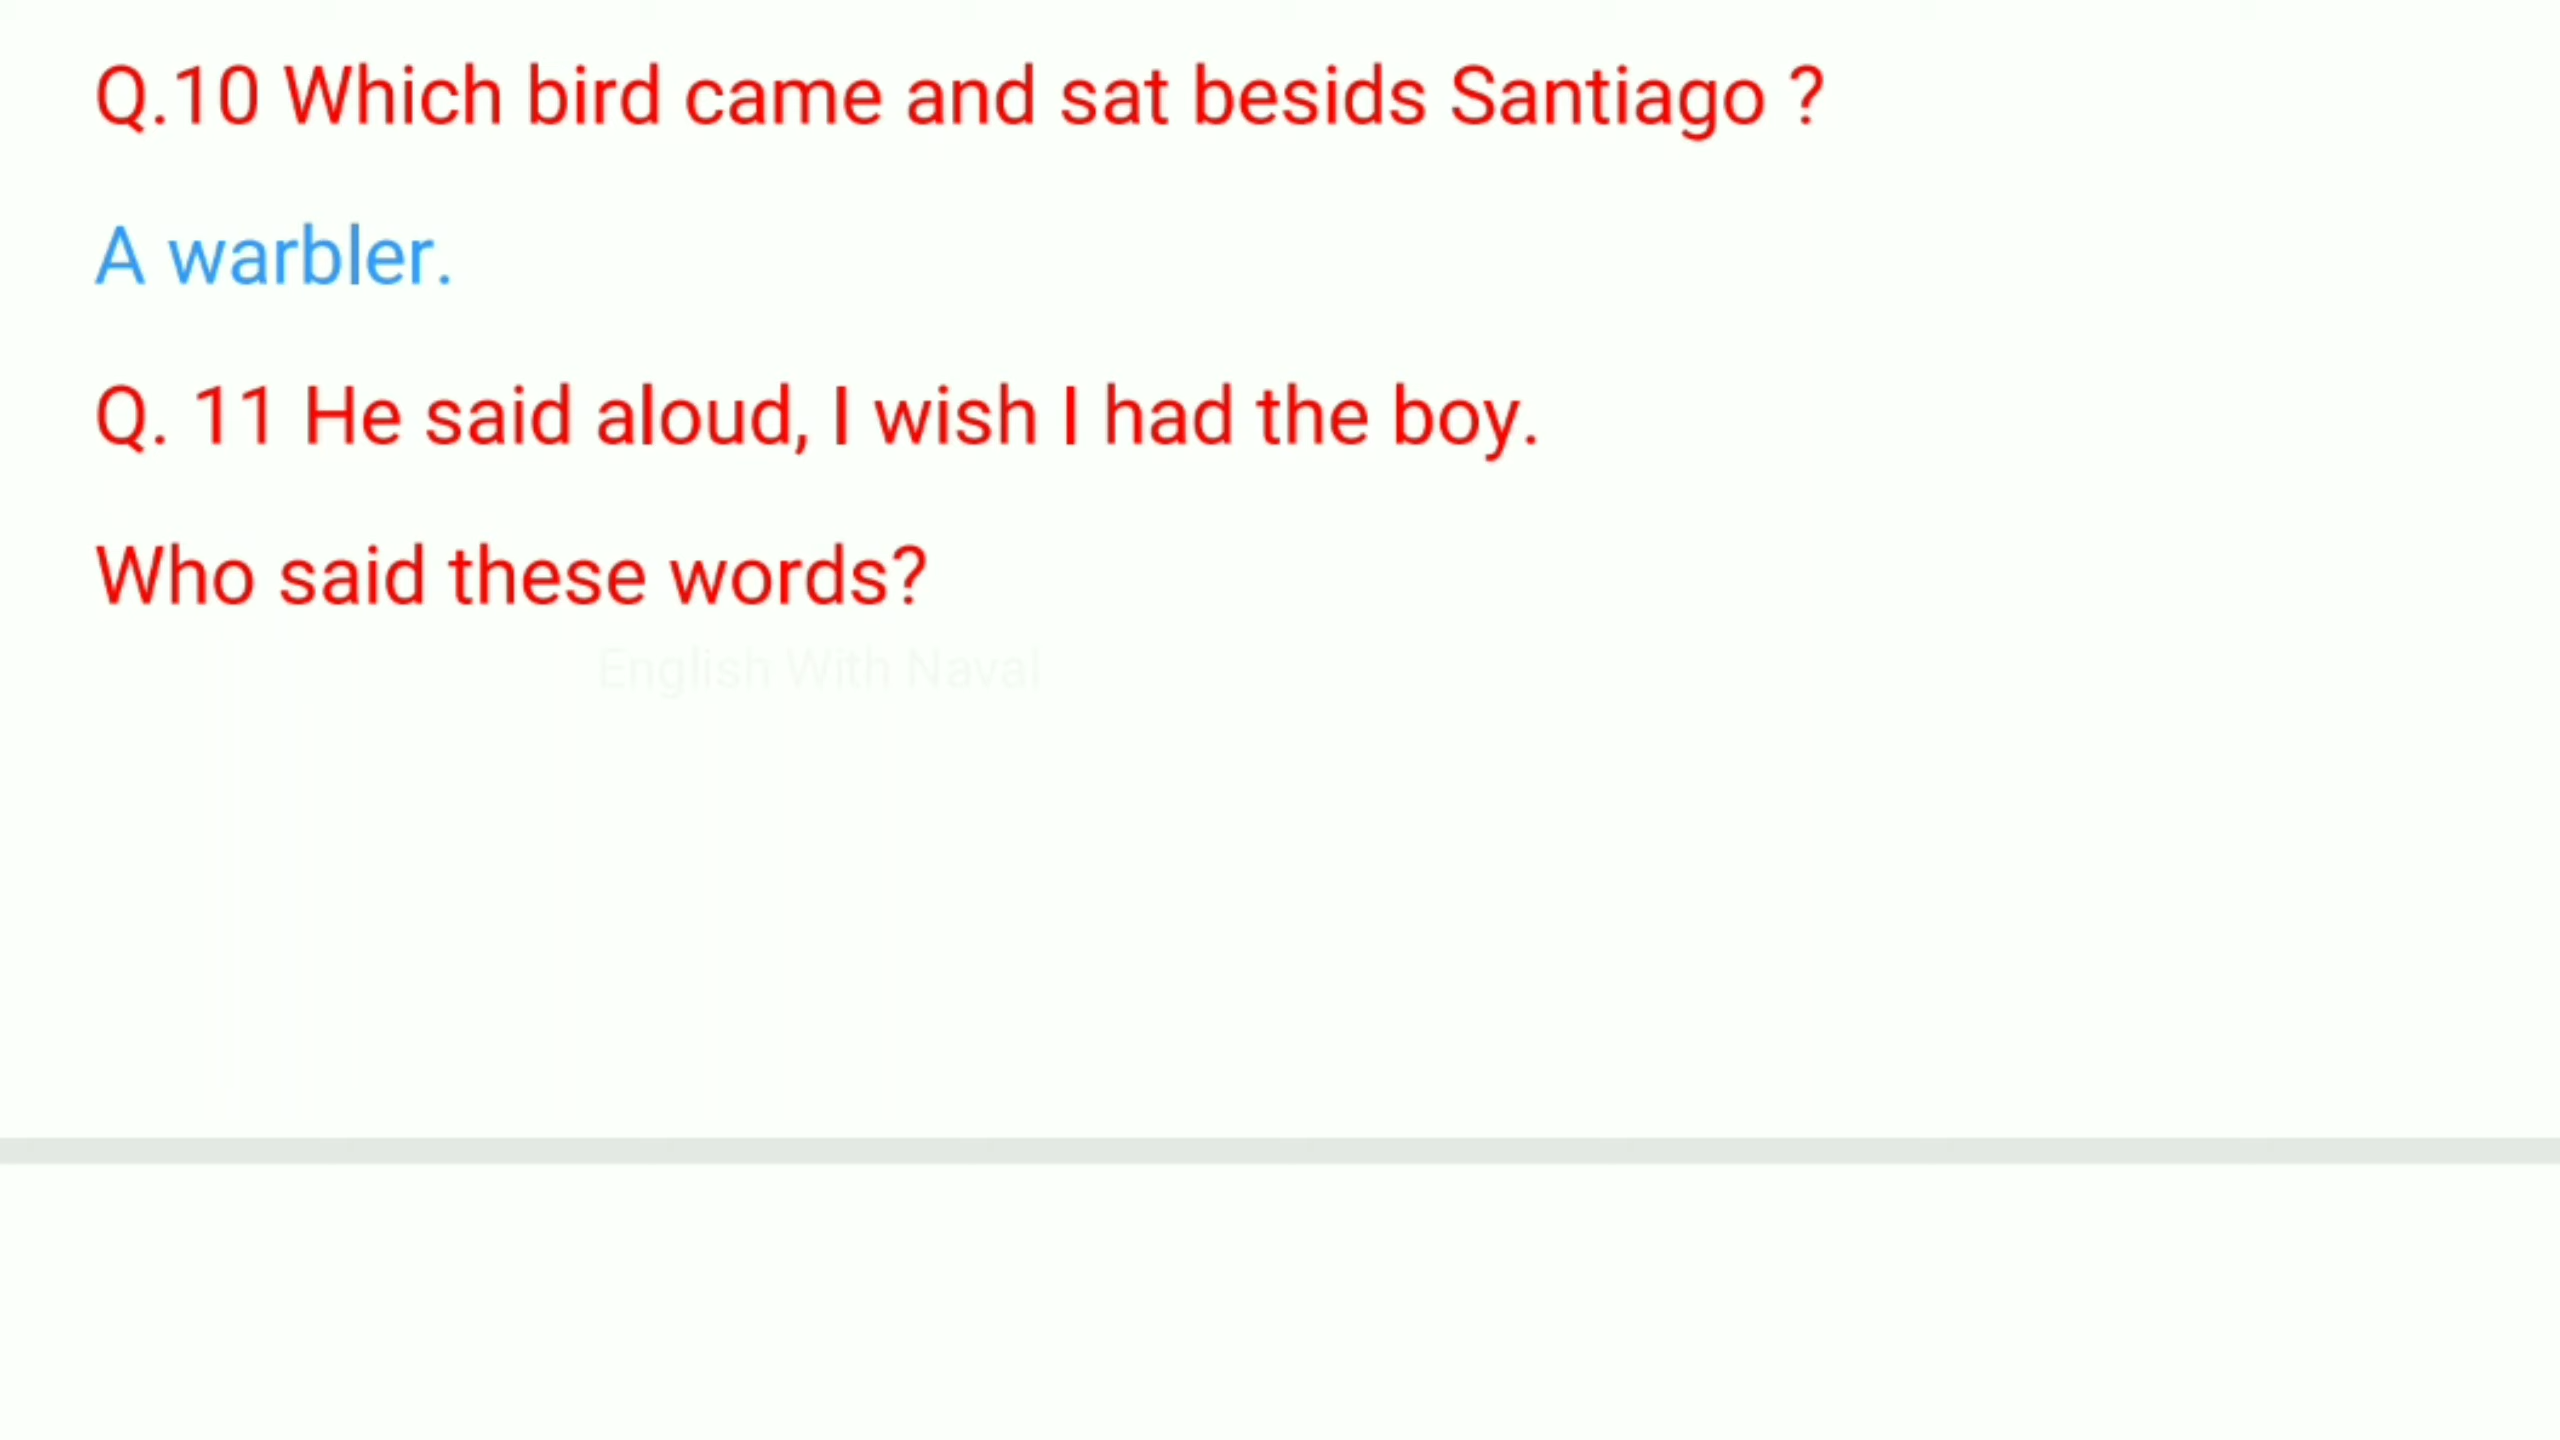 Q.10 Which bird came and sat besids Santiago ?
A warbler.
Q. 11 He said aloud, I wish I had the boy.
Who said these words?
English With Naval